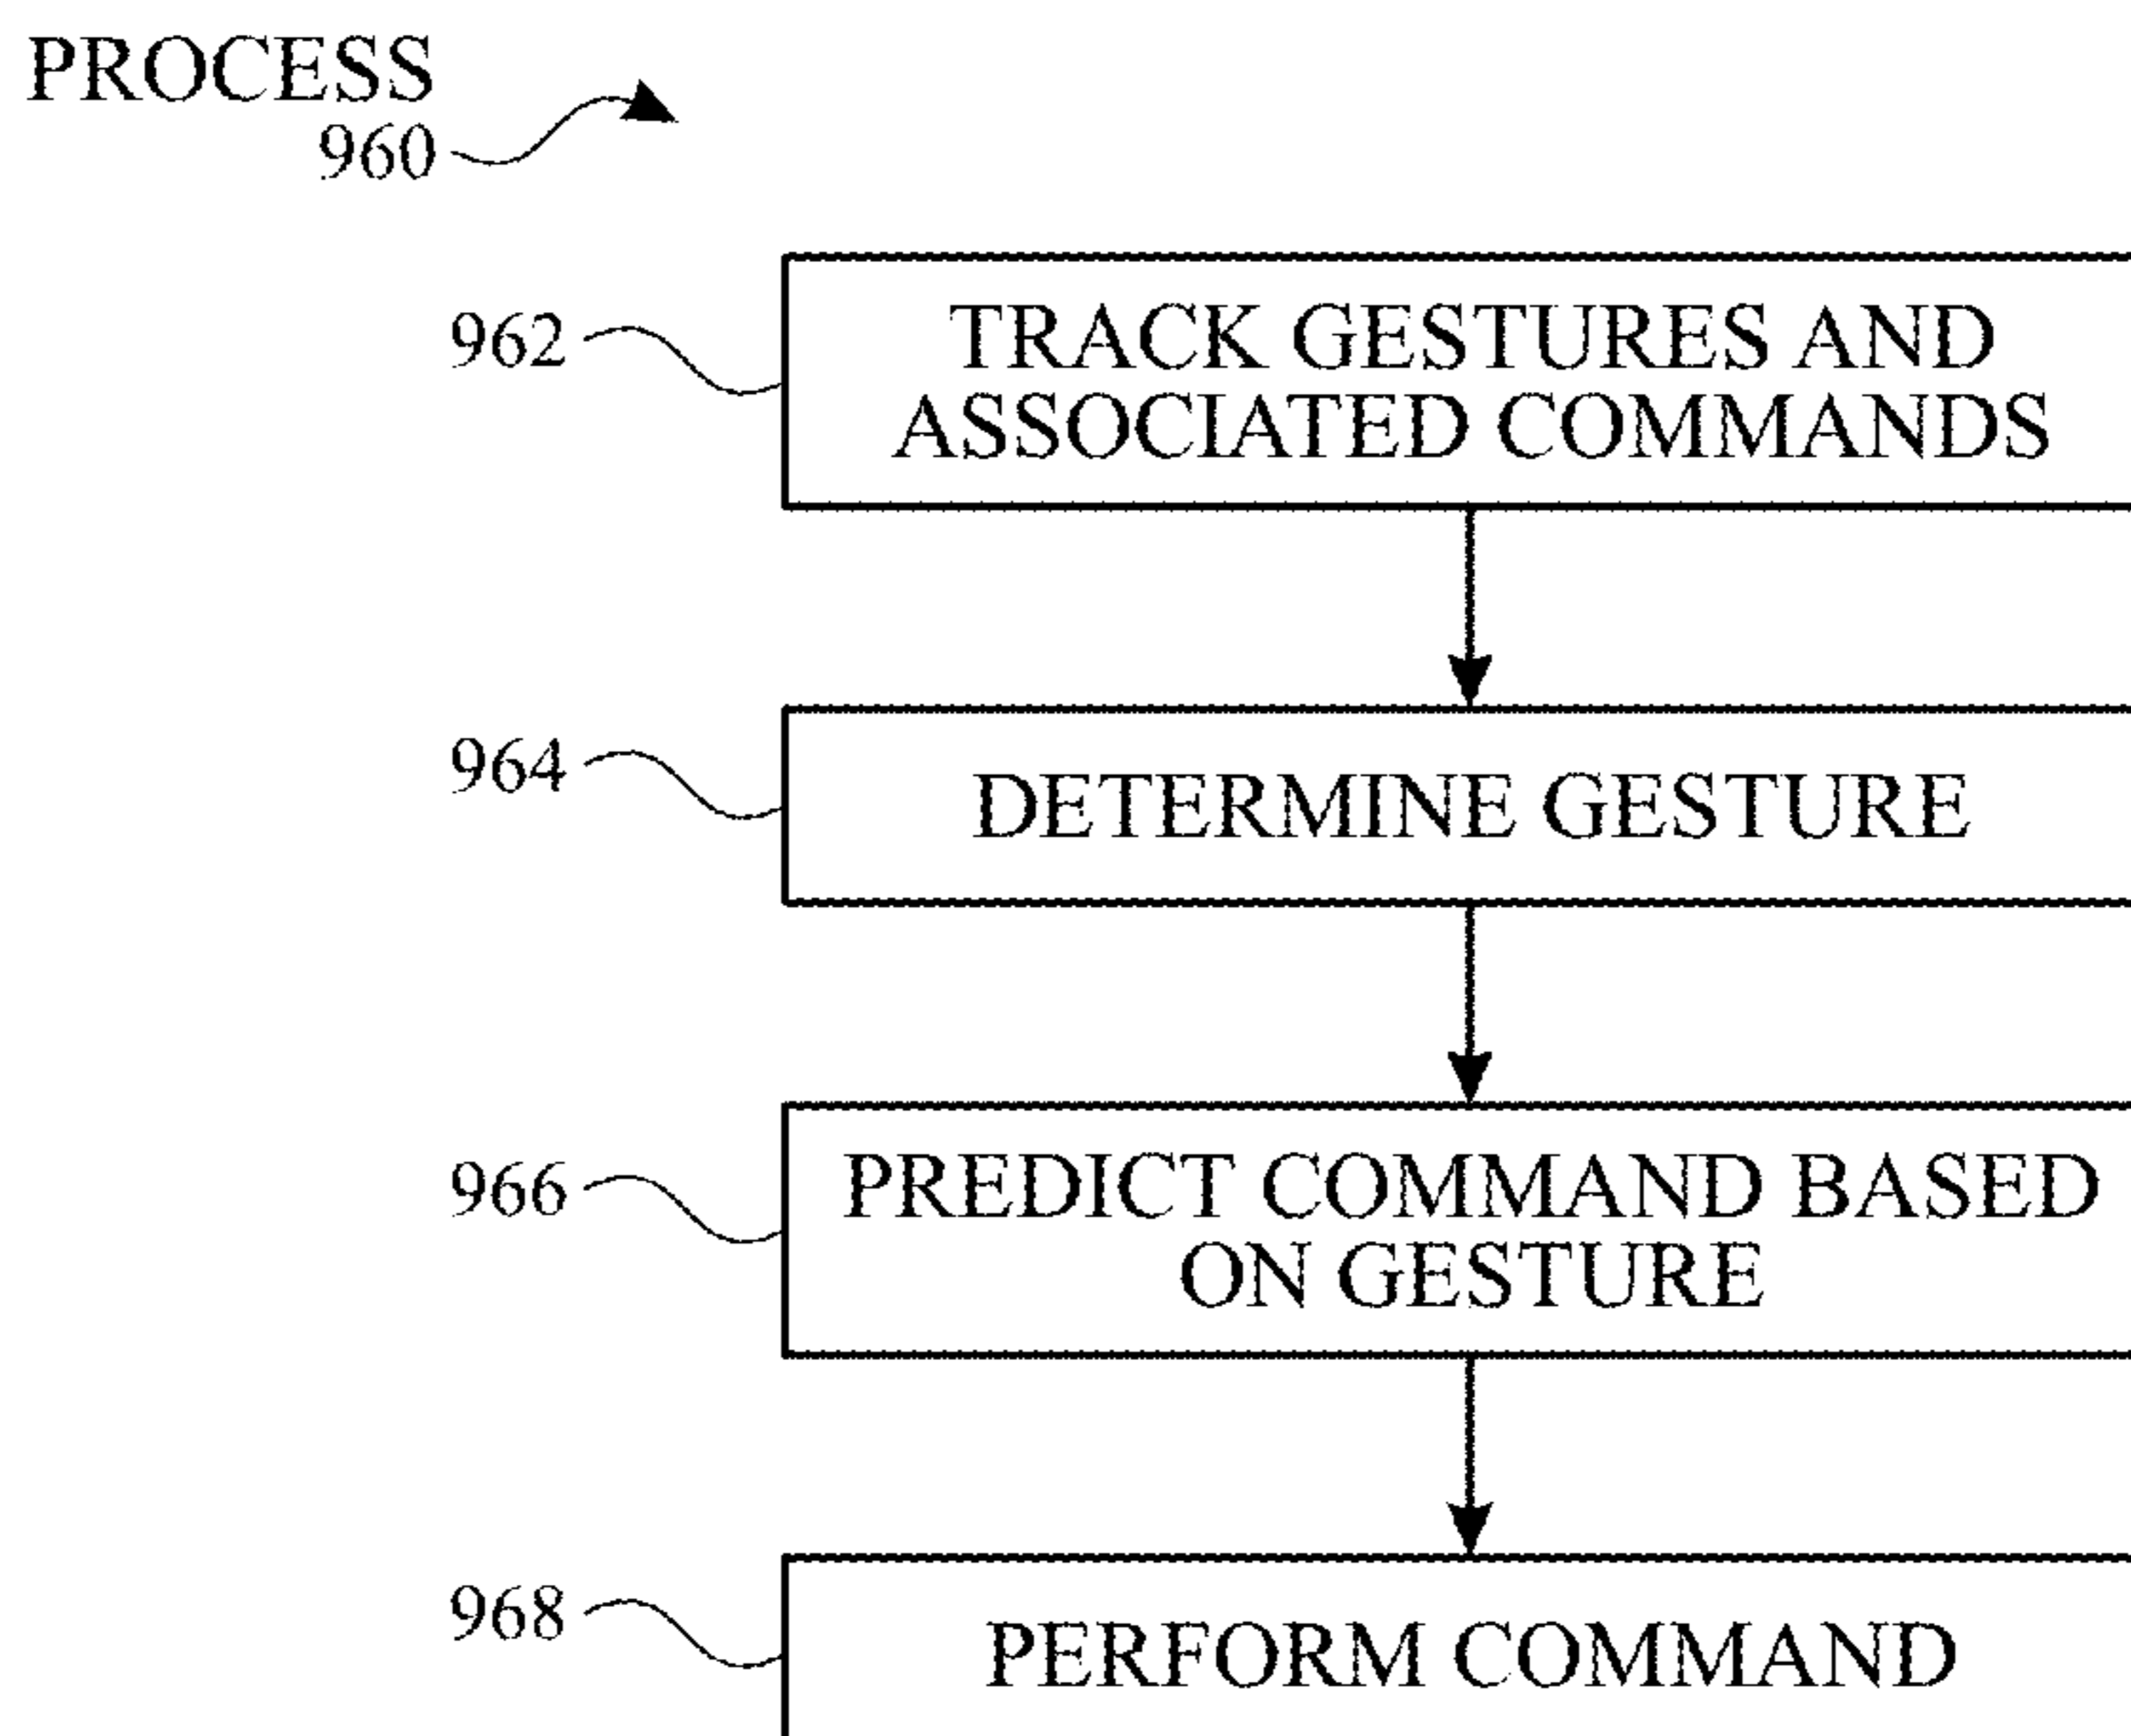 PROCESS
960
962
TRACK GESTURES AND
ASSOCIATED COMMANDS
964
DETERMINE GESTURE
966
PREDICT COMMAND BASED
ON GESTURE
968
PERFORM COMMAND